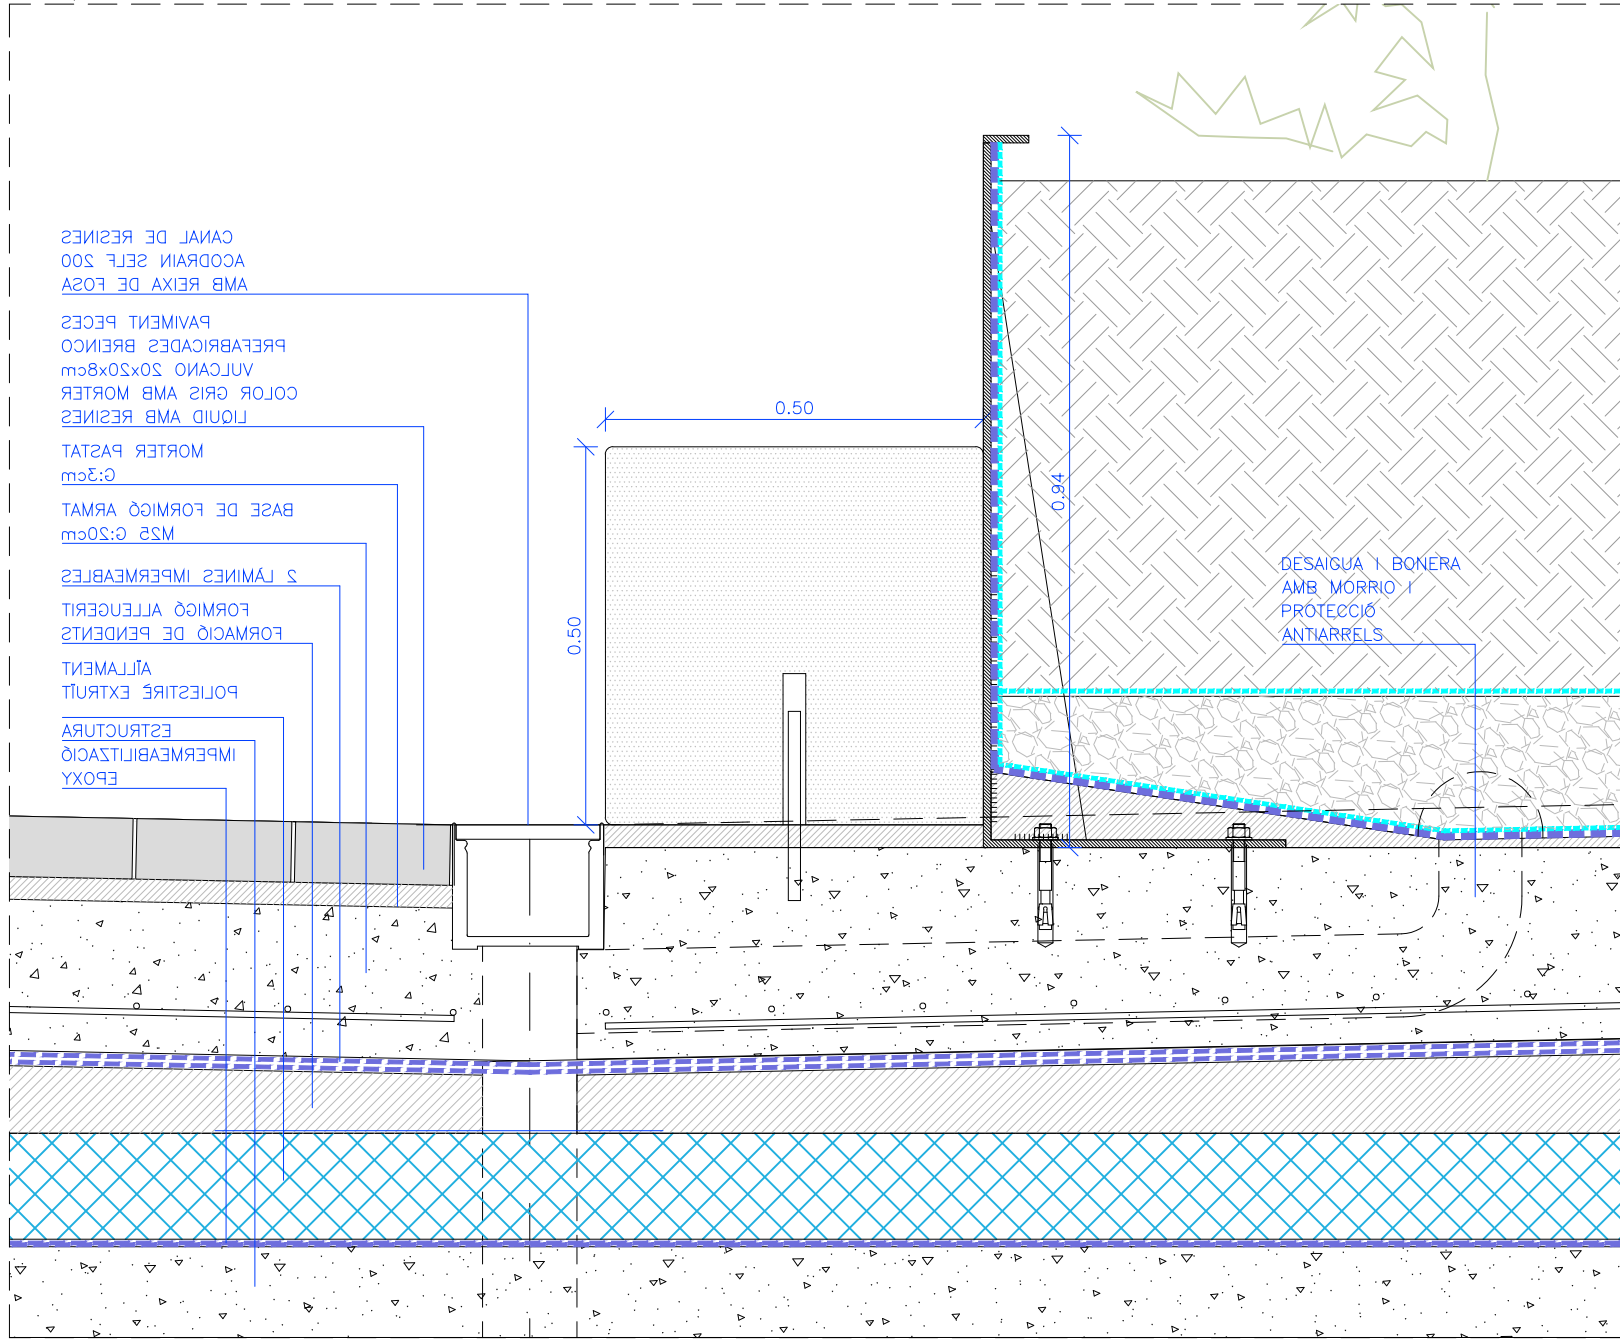 CANAL DE RESINES
ACODRAIN SELF 200
AMB REIXA DE FOSA
PAVIMENT PECES
PREFABRICADES BREINCO
VULCANO 20x20x8cm
COLOR GRIS AMB MORTER
LIQUID AMB RESINES
MORTER PASTAT
G:3cm
BASE DE FORMIGÓ ARMAT
M25 G:20cm
2 LÀMINES IMPERMEABLES
FORMIGÓ ALLEUGERIT
FORMACIÓ DE PENDENTS
AÏLLAMENT
POLIESTIRÈ EXTRUÏT
ESTRUCTURA
IMPERMEABILITZACIÓ
EPOXY
0.50
0.50
0.94
DESAIGUA I BONERA
AMB MORRIO I
PROTECCIÓ
ANTIARRELS